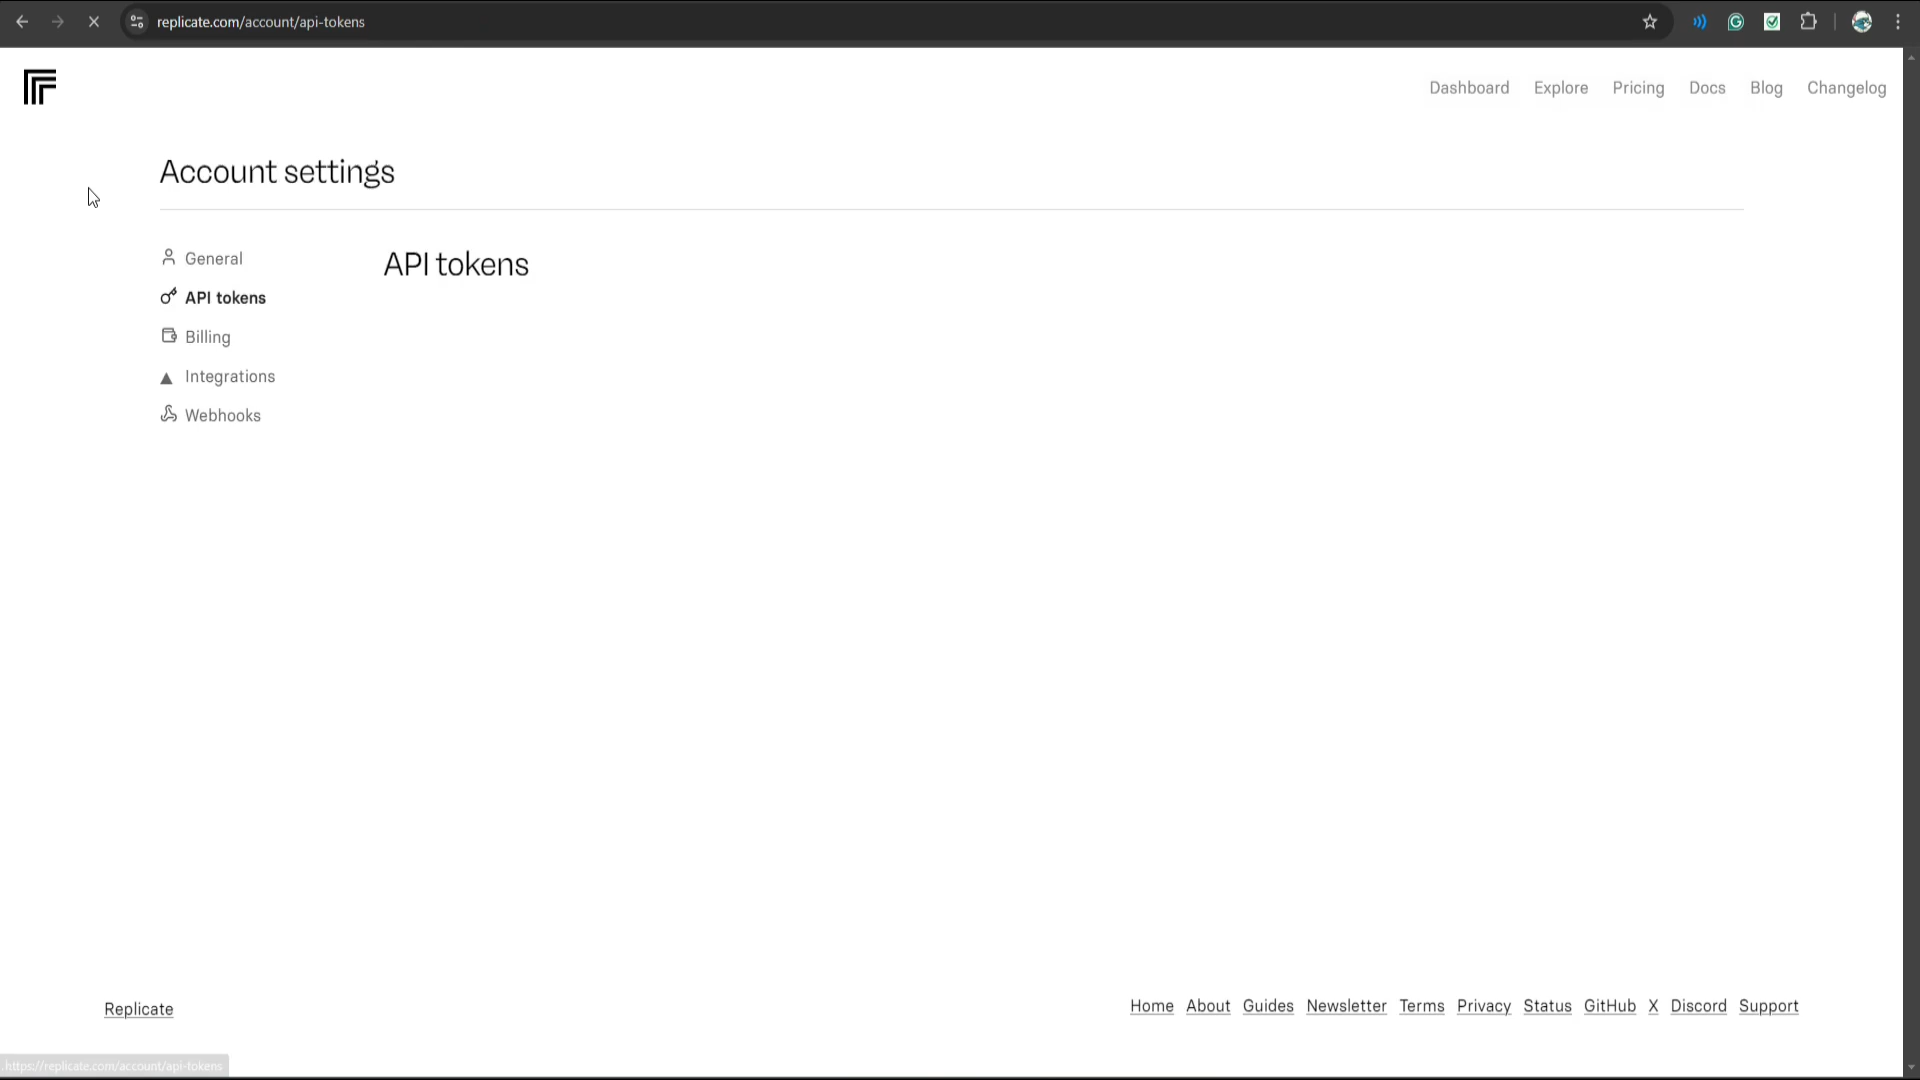 replicate.com/account/api-tokens
Dashboard Explore Pricing Docs Blog Changelog
Account settings
General
API tokens
Billing
Integrations
Webhooks
API tokens
Replicate
Home About Guides Newsletter Terms Privacy Status GitHub X Discord Support
https://replicate.com/account/api-tokens